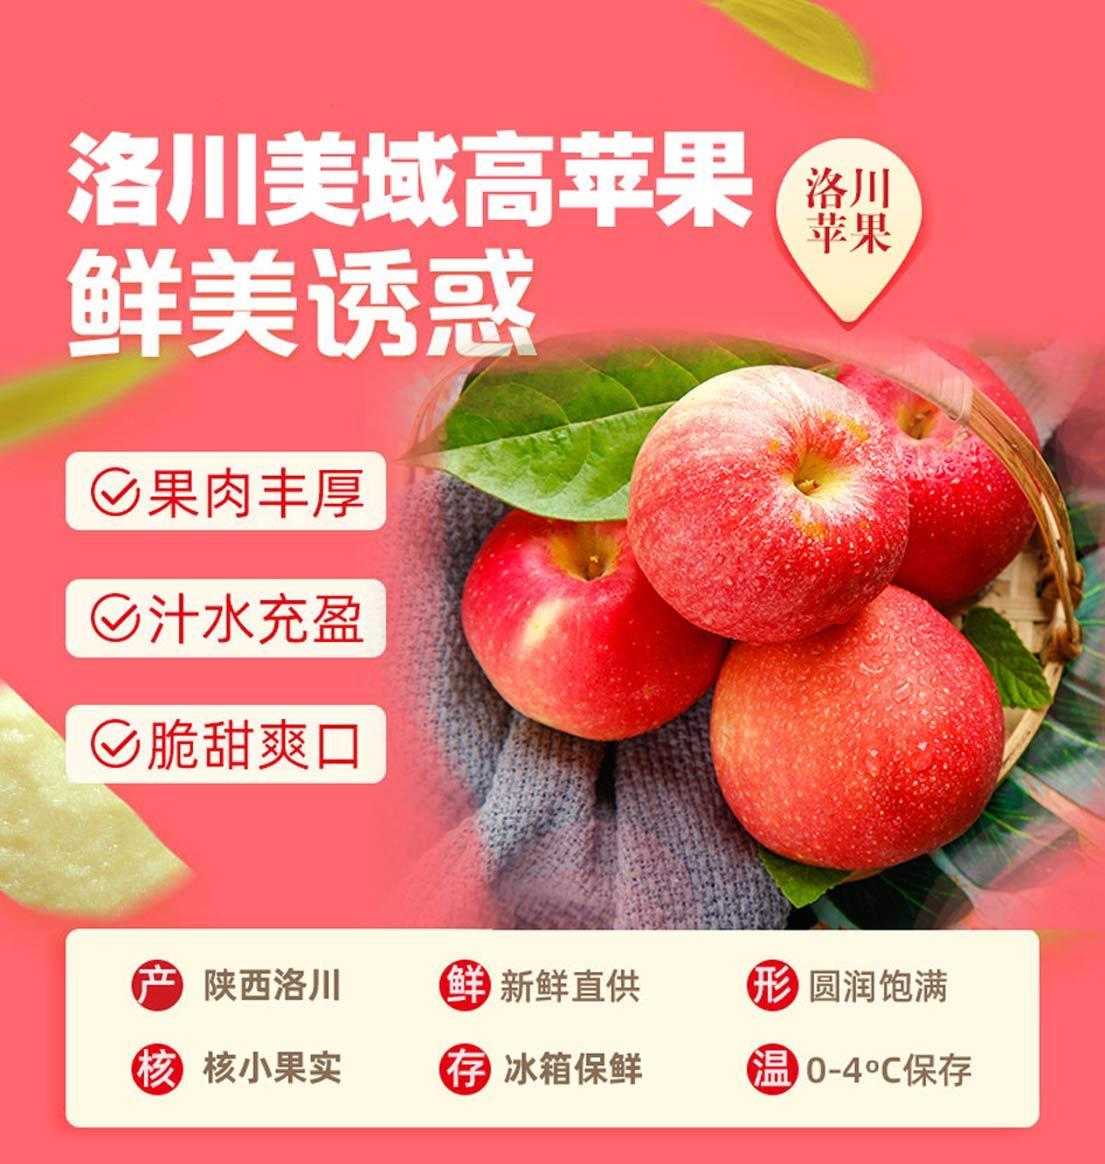 洛川美域高苹果
鲜美诱惑
洛川
苹果
果肉丰厚
汁水充盈
脆甜爽口
产 陕西洛川
鲜 新鲜直供
形 圆润饱满
核 核小果实
存 冰箱保鲜
温 0-4ºC保存